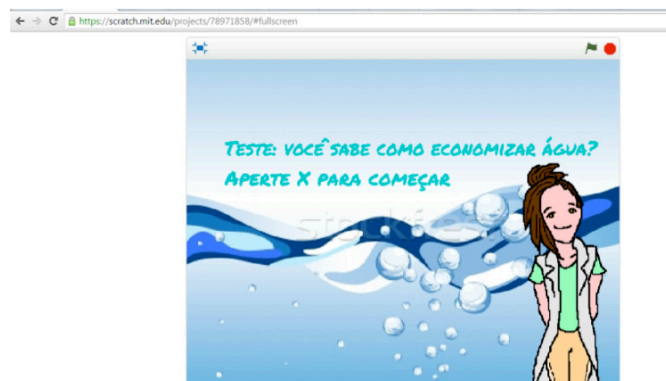 https://scratch.mit.edu/projects/78971858/#fullscreen
TESTE: VOCÊ SABE COMO ECONOMIZAR ÁGUA?
APERTE X PARA COMEÇAR